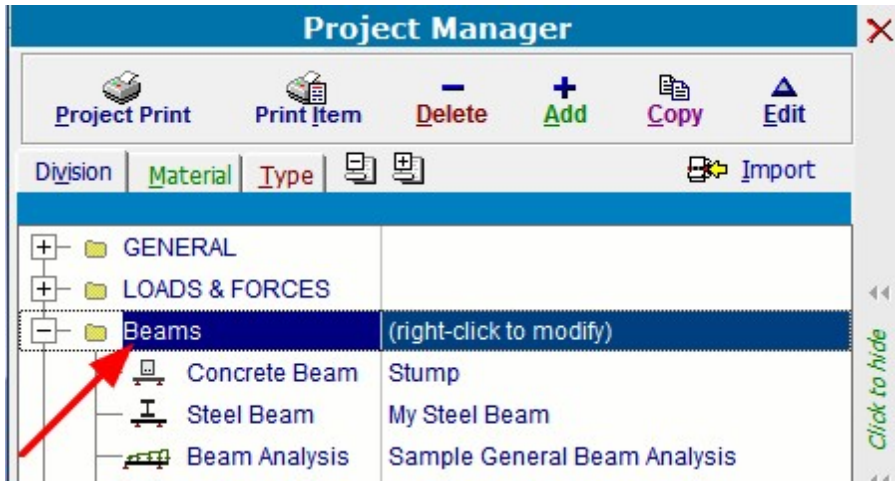 Project Manager
Project Print Print Item Delete Add Copy Edit
Division Material Type Import
GENERAL
LOADS & FORCES
Beams (right-click to modify)
Concrete Beam Stump
Steel Beam My Steel Beam
Beam Analysis Sample General Beam Analysis
Click to hide